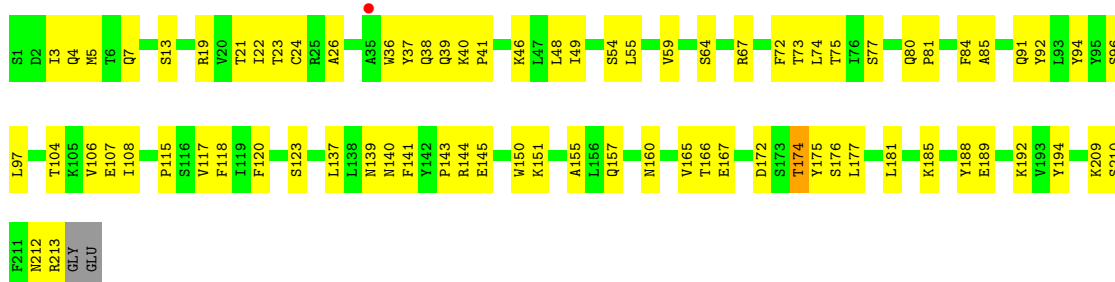 S1 D2 I3 Q4 M5 T6 Q7 S13 R19 V20 T21 I22 T23 C24 R25 A26 A35 W36 Y37 Q38 Q39 K40 P41 K46 L47 L48 I49 S54 L55 V59 S64 R67 F72 T73 L74 T75 I76 S77 Q80 P81 F84 A85 Q91 Y92 L93 Y94 Y95 S96
L97 T104 K105 V106 E107 I108 P115 S116 V117 F118 I119 F120 S123 L137 L138 N139 N140 F141 Y142 P143 R144 E145 W150 K151 A155 L156 Q157 N160 V165 T166 E167 D172 S173 T174 Y175 S176 L177 L181 K185 Y188 E189 K192 V193 Y194 K209 S210
F211 N212 R213 GLY GLU